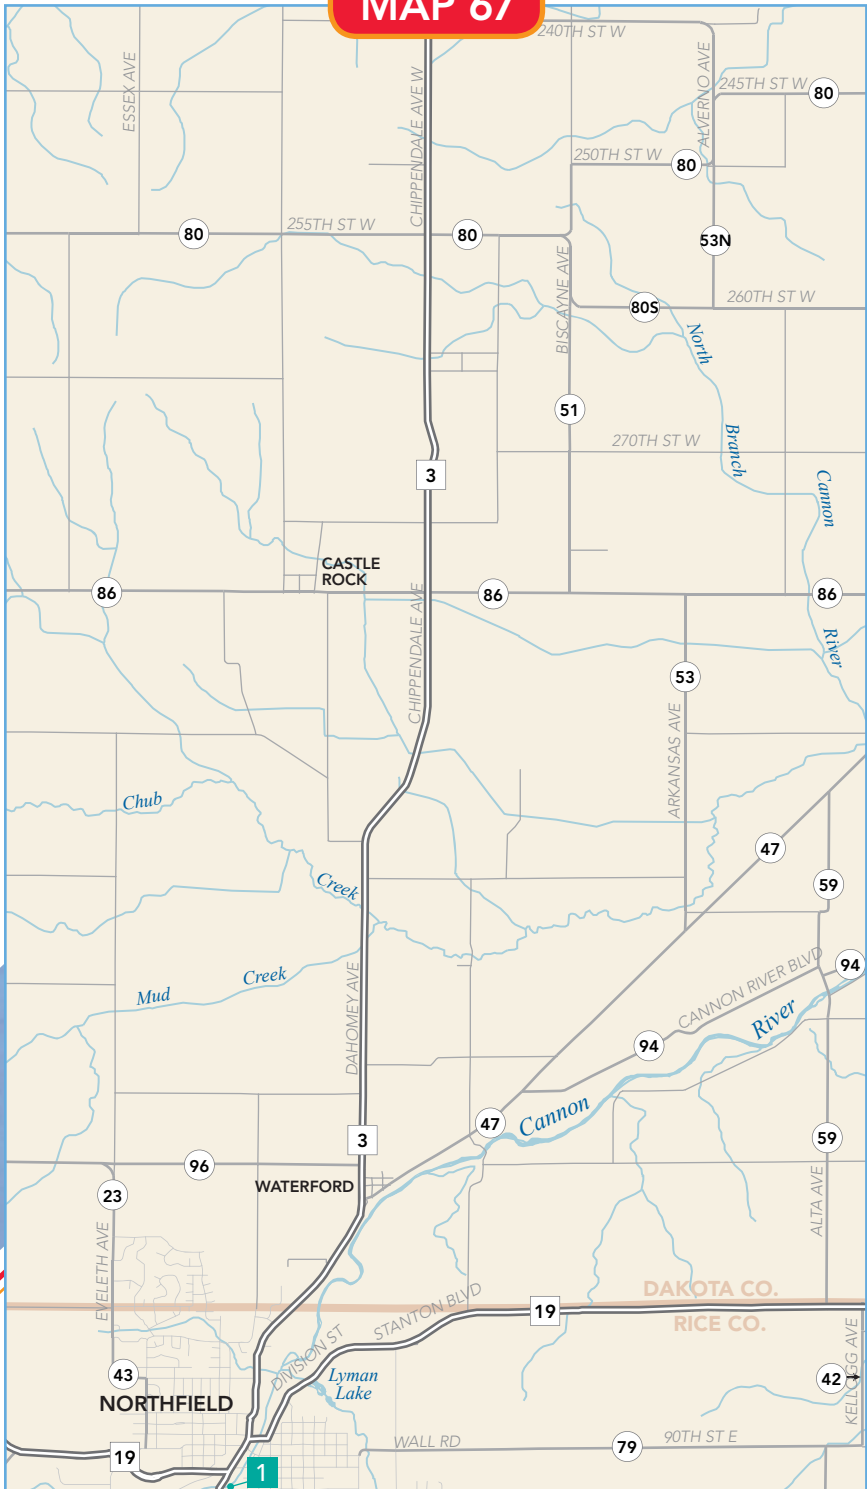 MAP 67
240TH ST W
ESSEX AVE
CHIPPENDALE AVE W
ALVERNO AVE
245TH ST W
80
250TH ST W
80
255TH ST W
80
80
53N
BISCAYNE AVE
80S
260TH ST W
North
51
270TH ST W
Branch
3
Cannon
CASTLE
ROCK
86
CHIPPENDALE AVE
86
86
River
53
ARKANSAS AVE
Chub
47
Creek
59
CANNON RIVER BLVD
94
Creek
Mud
DAHOMEY AVE
River
94
Cannon
47
3
59
96
WATERFORD
23
ALTA AVE
EVELETH AVE
DAKOTA CO.
19
STANTON BLVD
RICE CO.
DIVISION ST
KELLOGG AVE
43
Lyman
Lake
42
NORTHFIELD
WALL RD
79
90TH ST E
19
1